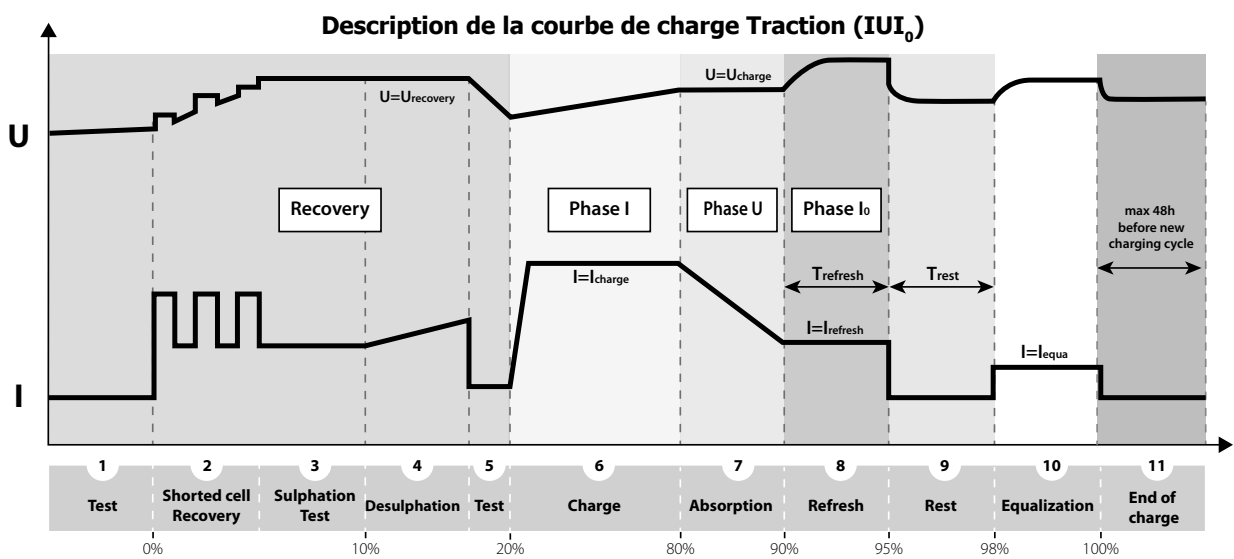 Description de la courbe de charge Traction (IUI₀)
U
U=Urecovery
U=Ucharge
Recovery
Phase I
Phase U
Phase I₀
max 48h
before new
charging cycle
I=Icharge
Trefresh
Trest
I=Irefresh
I=Iequa
I
1
2
3
4
5
6
7
8
9
10
11
Test
Shorted cell
Recovery
Sulphation
Test
Desulphation
Test
Charge
Absorption
Refresh
Rest
Equalization
End of
charge
0%
10%
20%
80%
90%
95%
98%
100%